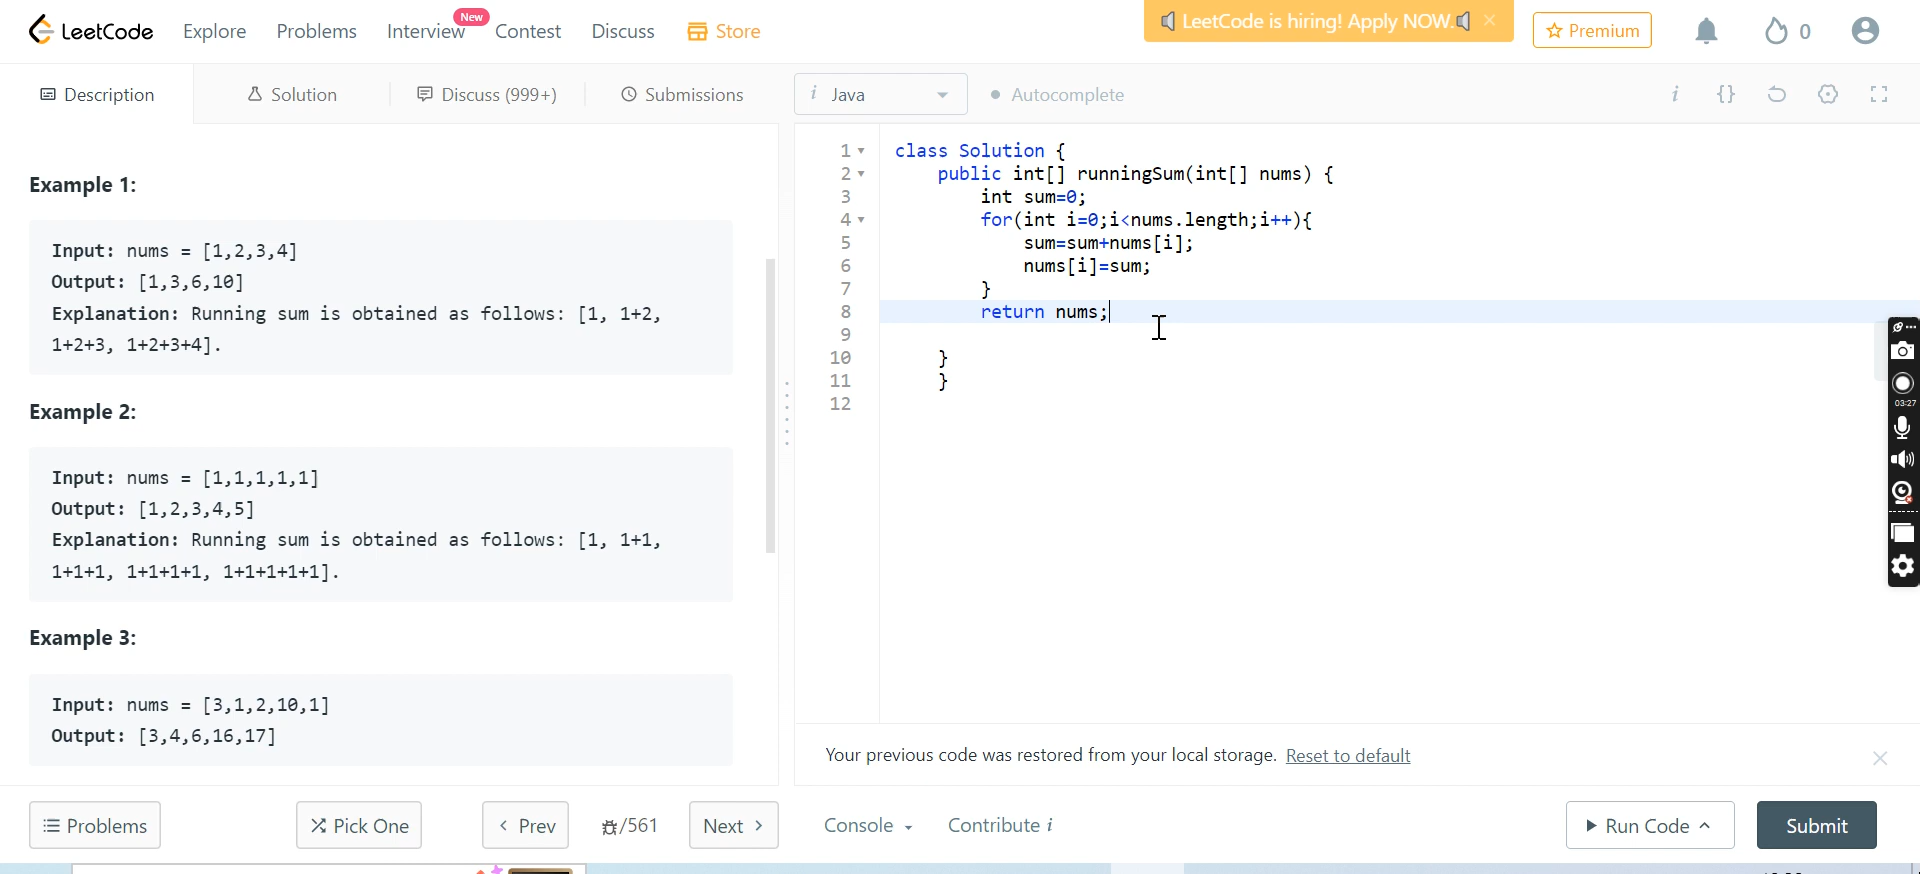 LeetCode Explore Problems Interview New Contest Discuss Store LeetCode is hiring! Apply NOW. × Premium 0
Description Solution Discuss (999+) Submissions i Java Autocomplete i {}
Example 1:
Input: nums = [1,2,3,4]
Output: [1,3,6,10]
Explanation: Running sum is obtained as follows: [1, 1+2,
1+2+3, 1+2+3+4].
Example 2:
Input: nums = [1,1,1,1,1]
Output: [1,2,3,4,5]
Explanation: Running sum is obtained as follows: [1, 1+1,
1+1+1, 1+1+1+1, 1+1+1+1+1].
Example 3:
Input: nums = [3,1,2,10,1]
Output: [3,4,6,16,17]
1 class Solution {
2 public int[] runningSum(int[] nums) {
3 int sum=0;
4 for(int i=0;i<nums.length;i++){
5 sum=sum+nums[i];
6 nums[i]=sum;
7 }
8 return nums;
9
10 }
11 }
12
03:27
Your previous code was restored from your local storage. Reset to default
Problems Pick One < Prev /561 Next > Console Contribute i Run Code Submit